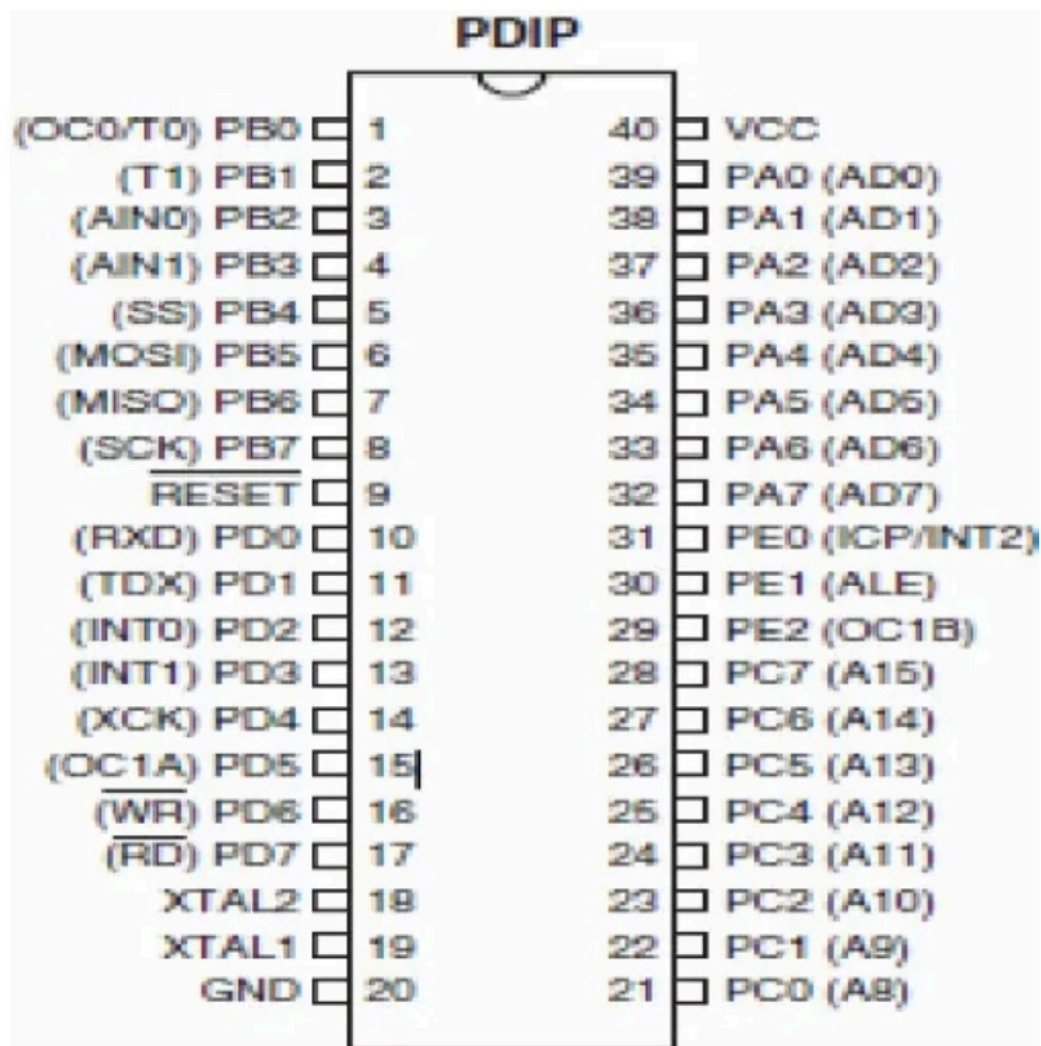 PDIP
(OC0/T0) PB0 1 40 VCC
(T1) PB1 2 39 PA0 (AD0)
(AIN0) PB2 3 38 PA1 (AD1)
(AIN1) PB3 4 37 PA2 (AD2)
(SS) PB4 5 36 PA3 (AD3)
(MOSI) PB5 6 35 PA4 (AD4)
(MISO) PB6 7 34 PA5 (AD5)
(SCK) PB7 8 33 PA6 (AD6)
RESET 9 32 PA7 (AD7)
(RXD) PD0 10 31 PE0 (ICP/INT2)
(TDX) PD1 11 30 PE1 (ALE)
(INT0) PD2 12 29 PE2 (OC1B)
(INT1) PD3 13 28 PC7 (A15)
(XCK) PD4 14 27 PC6 (A14)
(OC1A) PD5 15 26 PC5 (A13)
(WR) PD6 16 25 PC4 (A12)
(RD) PD7 17 24 PC3 (A11)
XTAL2 18 23 PC2 (A10)
XTAL1 19 22 PC1 (A9)
GND 20 21 PC0 (A8)